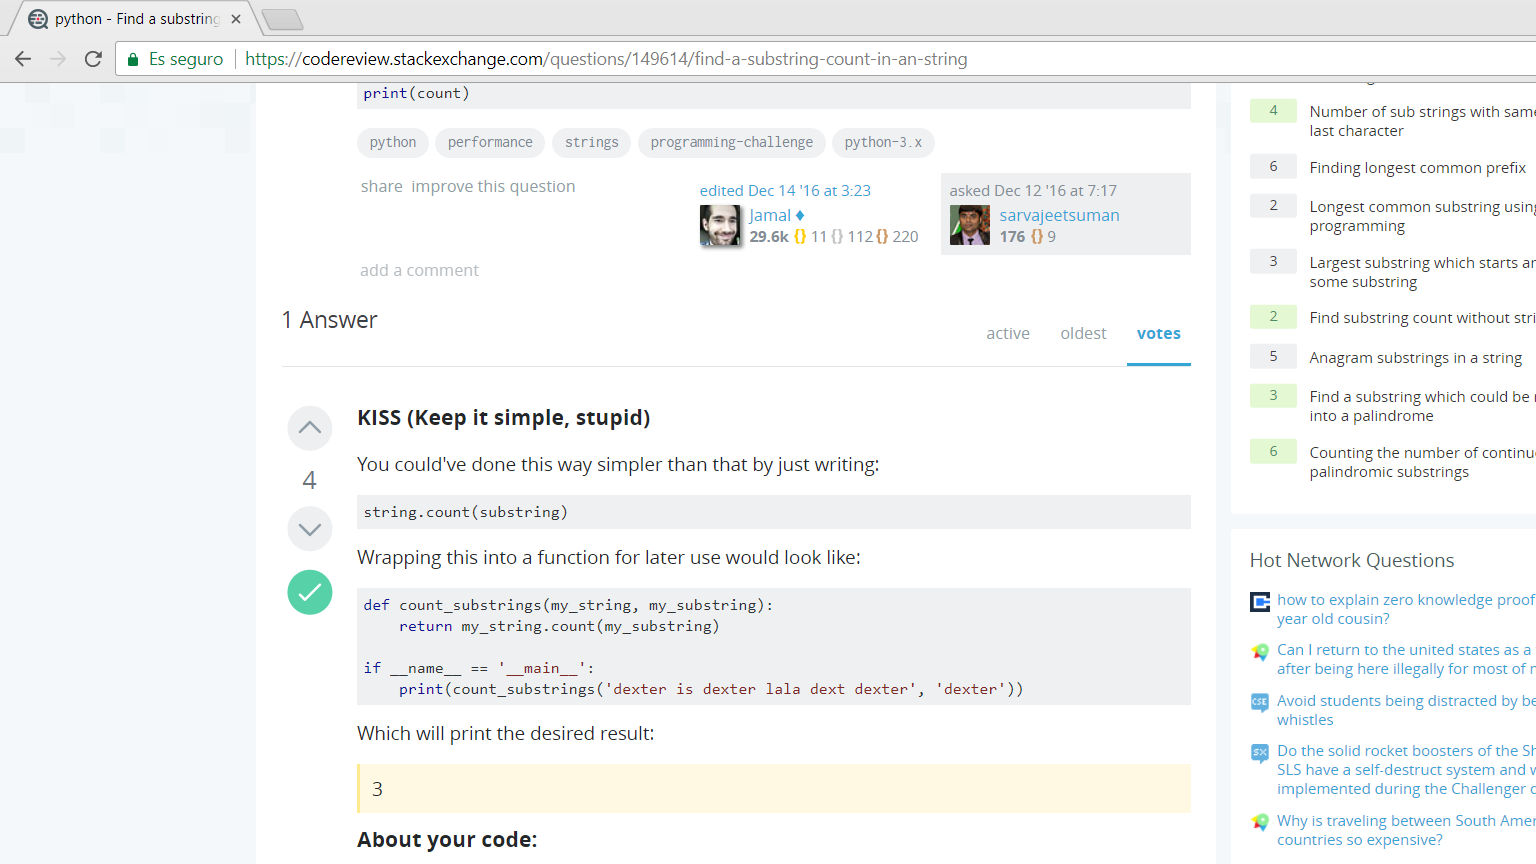 python - Find a substring
Es seguro
https://codereview.stackexchange.com/questions/149614/find-a-substring-count-in-an-string
print(count)
python performance strings programming-challenge python-3.x
share improve this question
edited Dec 14 '16 at 3:23
Jamal ♦
29.6k {} 11 {} 112 {} 220
asked Dec 12 '16 at 7:17
sarvajeetsuman
176 {} 9
add a comment
1 Answer
active oldest votes
4
KISS (Keep it simple, stupid)
You could've done this way simpler than that by just writing:
string.count(substring)
Wrapping this into a function for later use would look like:
def count_substrings(my_string, my_substring):
    return my_string.count(my_substring)
if __name__ == '__main__':
    print(count_substrings('dexter is dexter lala dext dexter', 'dexter'))
Which will print the desired result:
3
About your code:
4 Number of sub strings with same
last character
6 Finding longest common prefix
2 Longest common substring using
programming
3 Largest substring which starts
some substring
2 Find substring count without
5 Anagram substrings in a string
3 Find a substring which could be
into a palindrome
6 Counting the number of
palindromic substrings
Hot Network Questions
how to explain zero knowledge proof
year old cousin?
Can I return to the united states as a
after being here illegally for most of
CSE Avoid students being distracted by
whistles
SX Do the solid rocket boosters of the
SLS have a self-destruct system and
implemented during the Challenger
Why is traveling between South
countries so expensive?